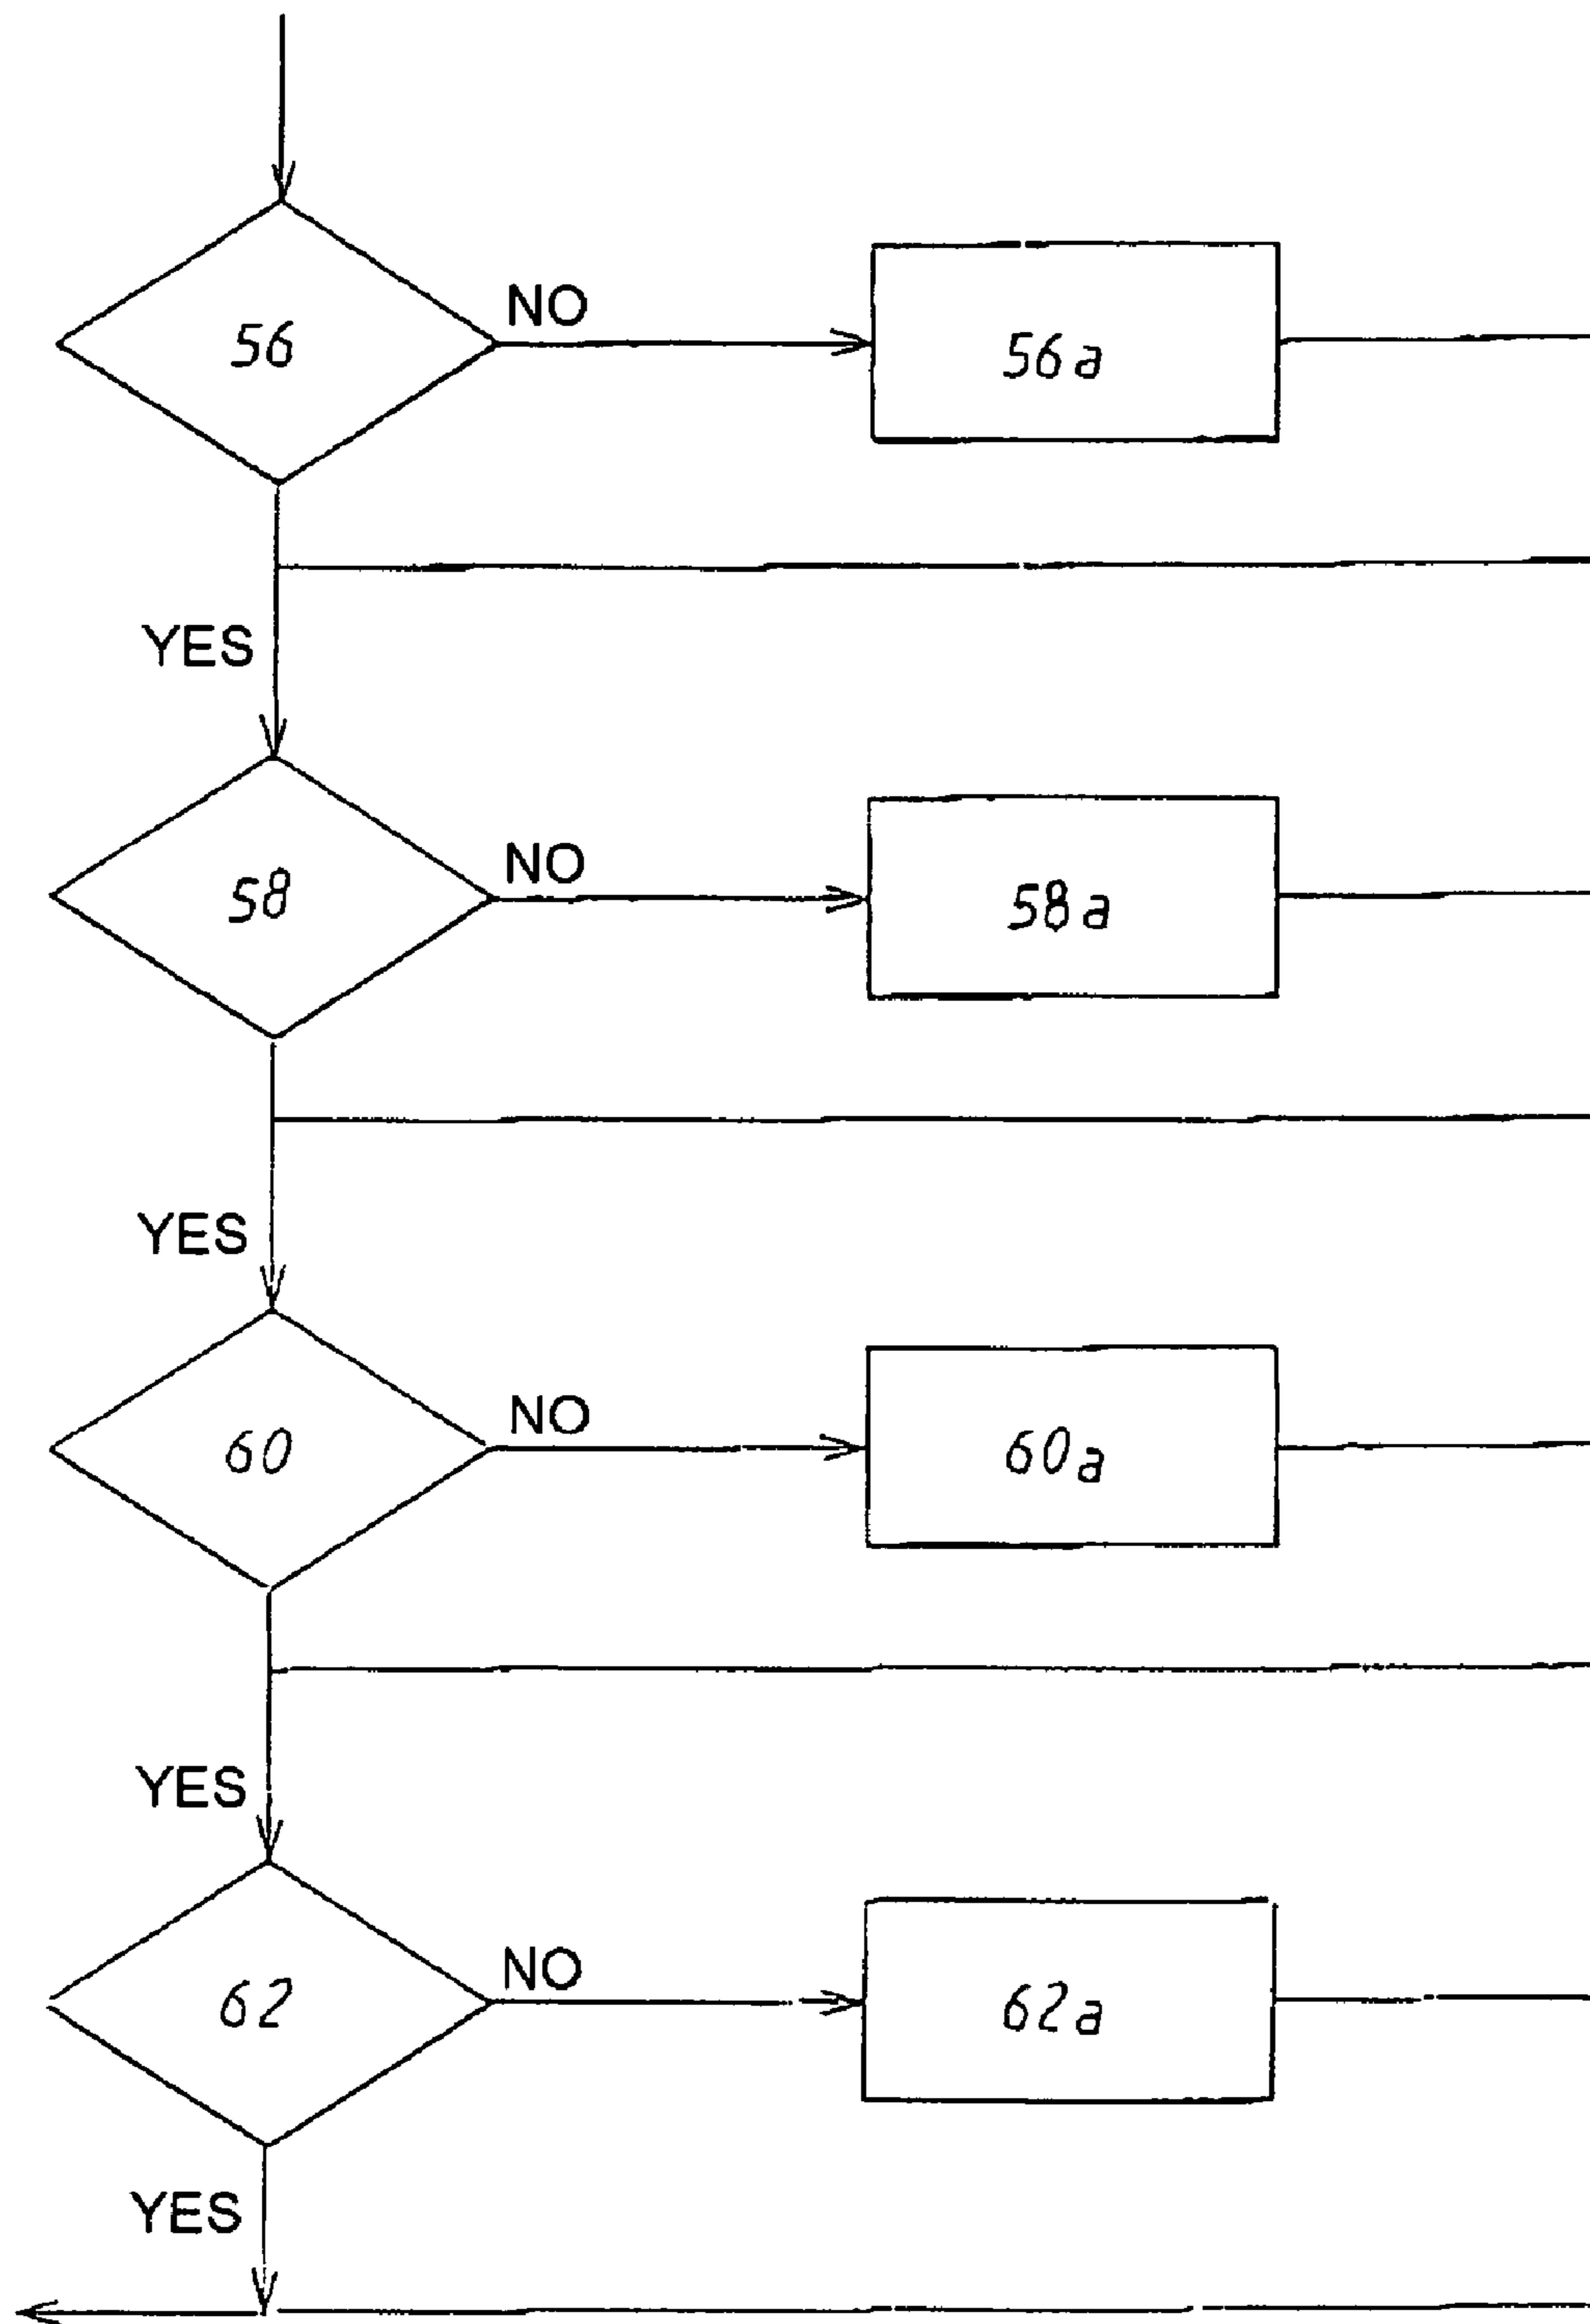 NO
56
56a
YES
NO
58
58a
YES
NO
60
60a
YES
NO
62
62a
YES